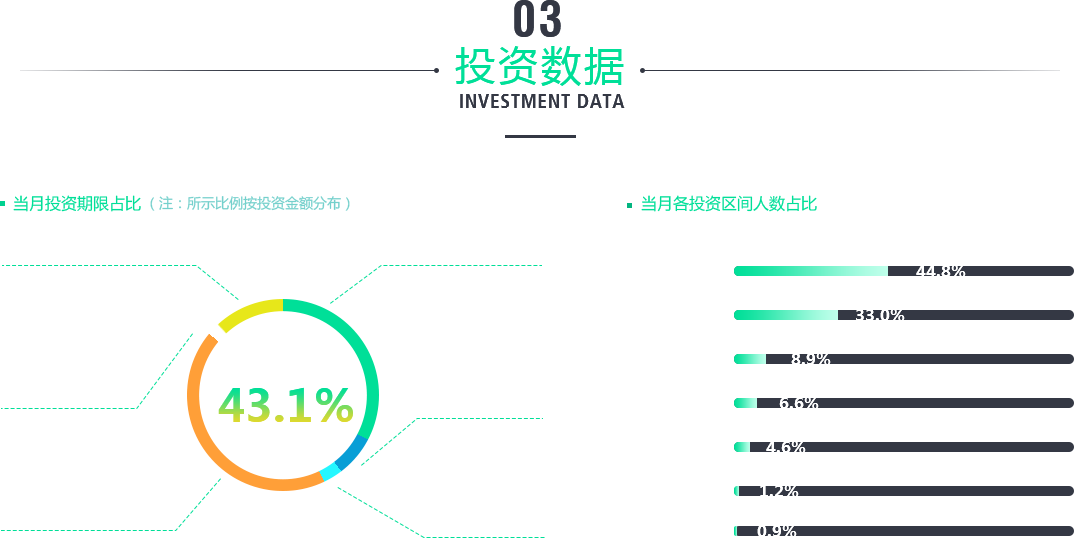 03
投资数据
INVESTMENT DATA
当月投资期限占比（注：所示比例按投资金额分布）
43.1%
当月各投资区间人数占比
44.8%
33.0%
8.9%
6.6%
4.6%
1.2%
0.9%